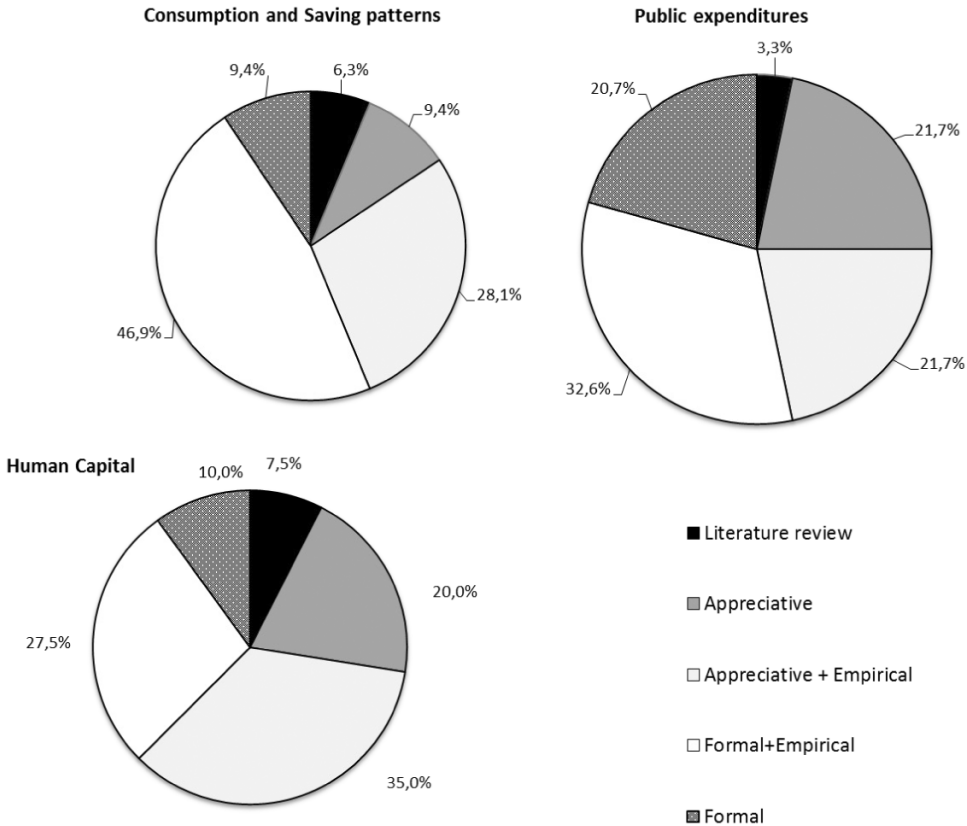 Consumption and Saving patterns
9,4%
6,3%
9,4%
28,1%
46,9%
Public expenditures
3,3%
20,7%
21,7%
21,7%
32,6%
Human Capital
10,0%
7,5%
20,0%
27,5%
35,0%
Literature review
Appreciative
Appreciative + Empirical
Formal+Empirical
Formal